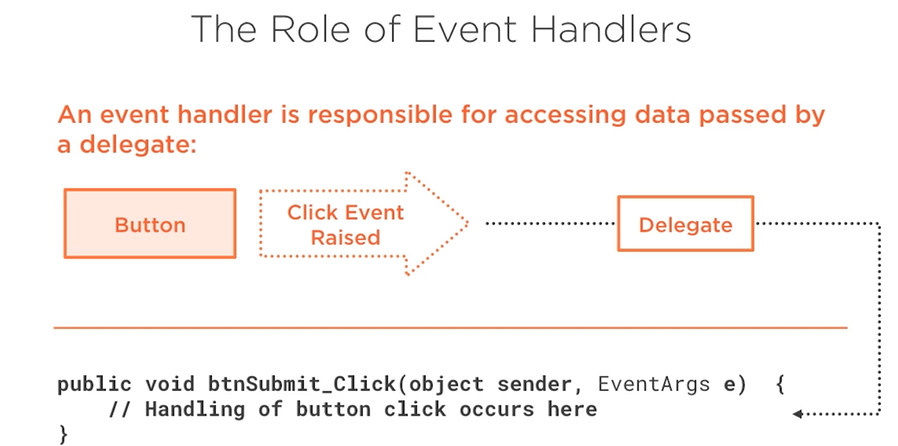 The Role of Event Handlers
An event handler is responsible for accessing data passed by
a delegate:
Button
Click Event
Raised
Delegate
public void btnSubmit_Click(object sender, EventArgs e)  {
    // Handling of button click occurs here
}